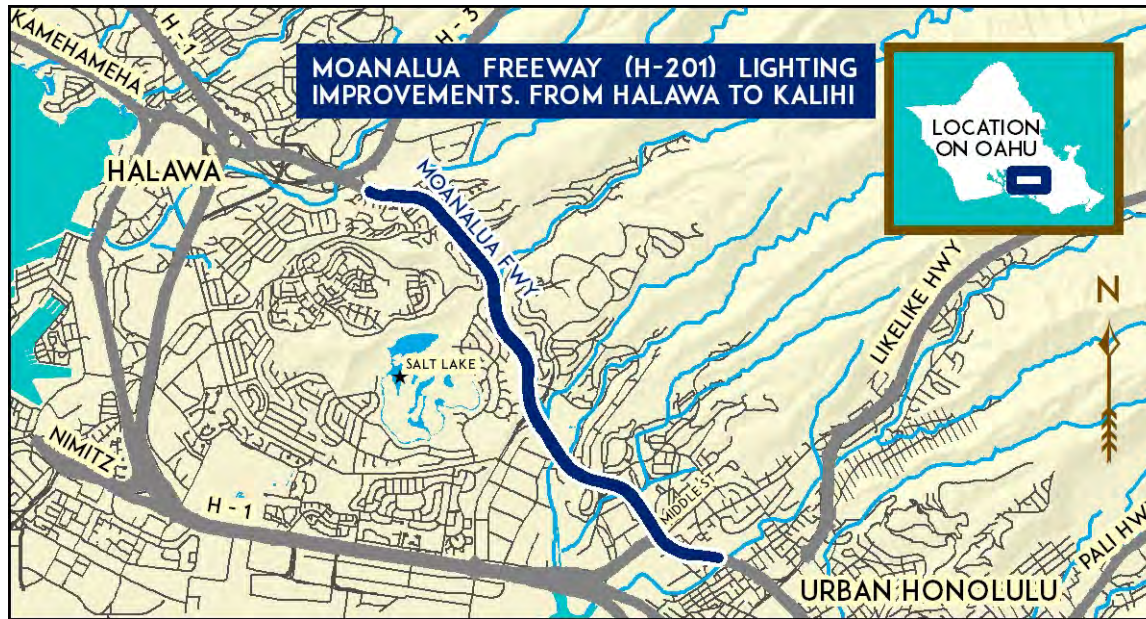 H-1
H-3
KAMEHAMEHA
MOANALUA FREEWAY (H-201) LIGHTING
IMPROVEMENTS. FROM HALAWA TO KALIHI
LOCATION
ON OAHU
HALAWA
MOANALUA FWY
LIKELIKE HWY
N
SALT LAKE
NIMITZ
H-1
MIDDLE ST
PALI HW
URBAN HONOLULU